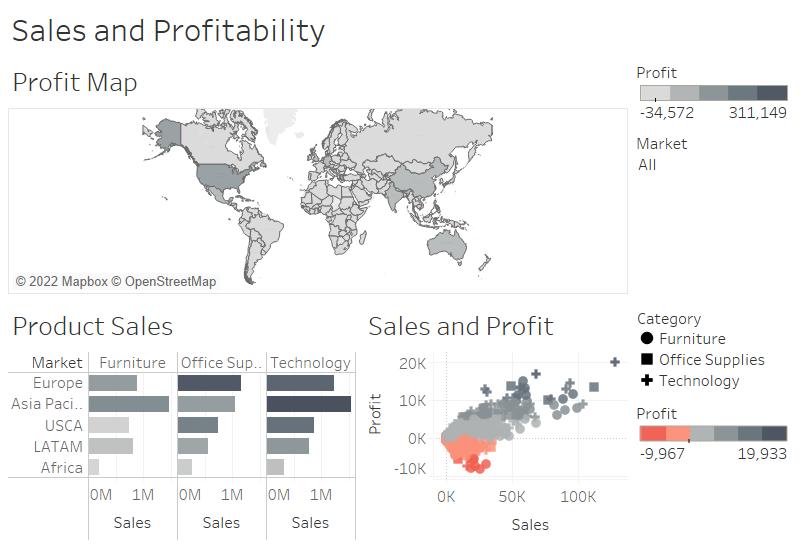 Sales and Profitability
Profit Map
Profit
-34,572 311,149
Market
All
© 2022 Mapbox © OpenStreetMap
Product Sales
Market Furniture Office Sup.. Technology
Europe
Asia Paci..
USCA
LATAM
Africa
0M 1M 0M 1M 0M 1M
Sales Sales Sales
Sales and Profit
20K
10K
0K
-10K
Profit
0K 50K 100K
Sales
Category
Furniture
Office Supplies
Technology
Profit
-9,967 19,933